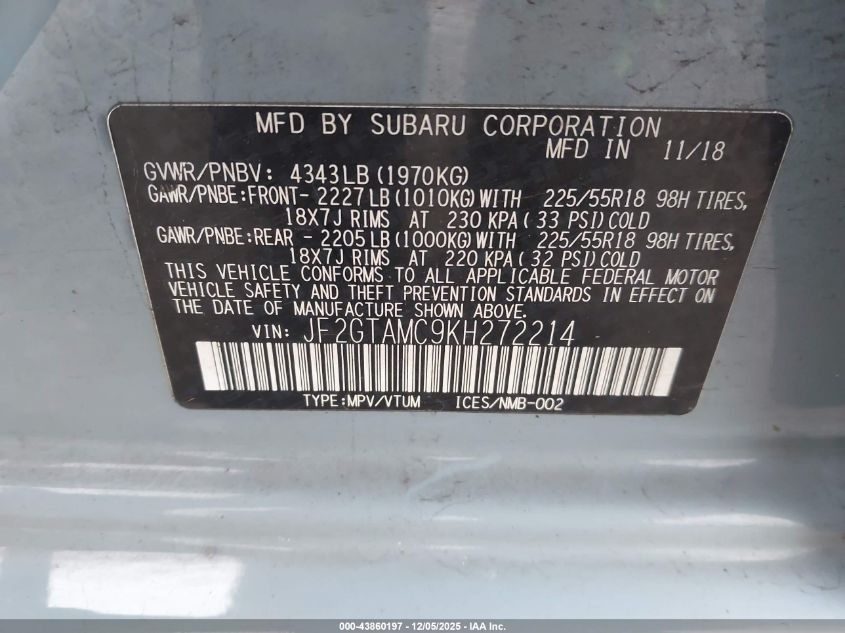 MFD BY SUBARU CORPORATION
MFD IN 11/18
GVWR/PNBV: 4343LB(1970KG)
GAWR/PNBE:FRONT- 2227LB(1010KG)WITH 225/55R18 98H TIRES,
18X7J RIMS AT 230 KPA(33 PSI)COLD
GAWR/PNBE:REAR - 2205LB(1000KG)WITH 225/55R18 98H TIRES,
18X7J RIMS AT 220 KPA(32 PSI)COLD
THIS VEHICLE CONFORMS TO ALL APPLICABLE FEDERAL MOTOR
VEHICLE SAFETY AND THEFT PREVENTION STANDARDS IN EFFECT ON
THE DATE OF MANUFACTURE SHOWN ABOVE.
VIN: JF2GTAMC9KH272214
TYPE:MPV/VTUM ICES/NMB-002
000-43860197 - 12/05/2025 - IAA Inc.